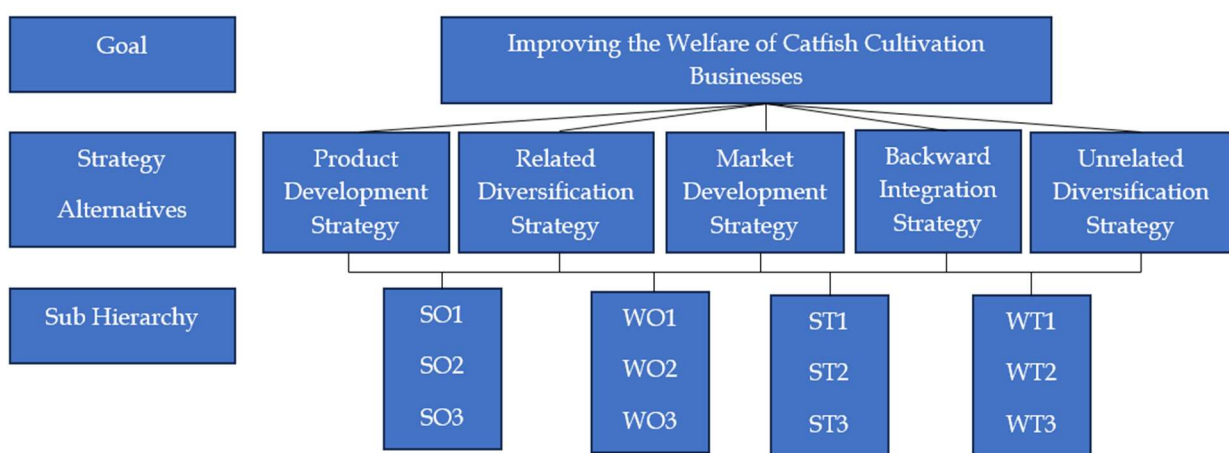 Goal
Improving the Welfare of Catfish Cultivation
Businesses
Strategy
Alternatives
Product
Development
Strategy
Related
Diversification
Strategy
Market
Development
Strategy
Backward
Integration
Strategy
Unrelated
Diversification
Strategy
Sub Hierarchy
SO1
SO2
SO3
WO1
WO2
WO3
ST1
ST2
ST3
WT1
WT2
WT3